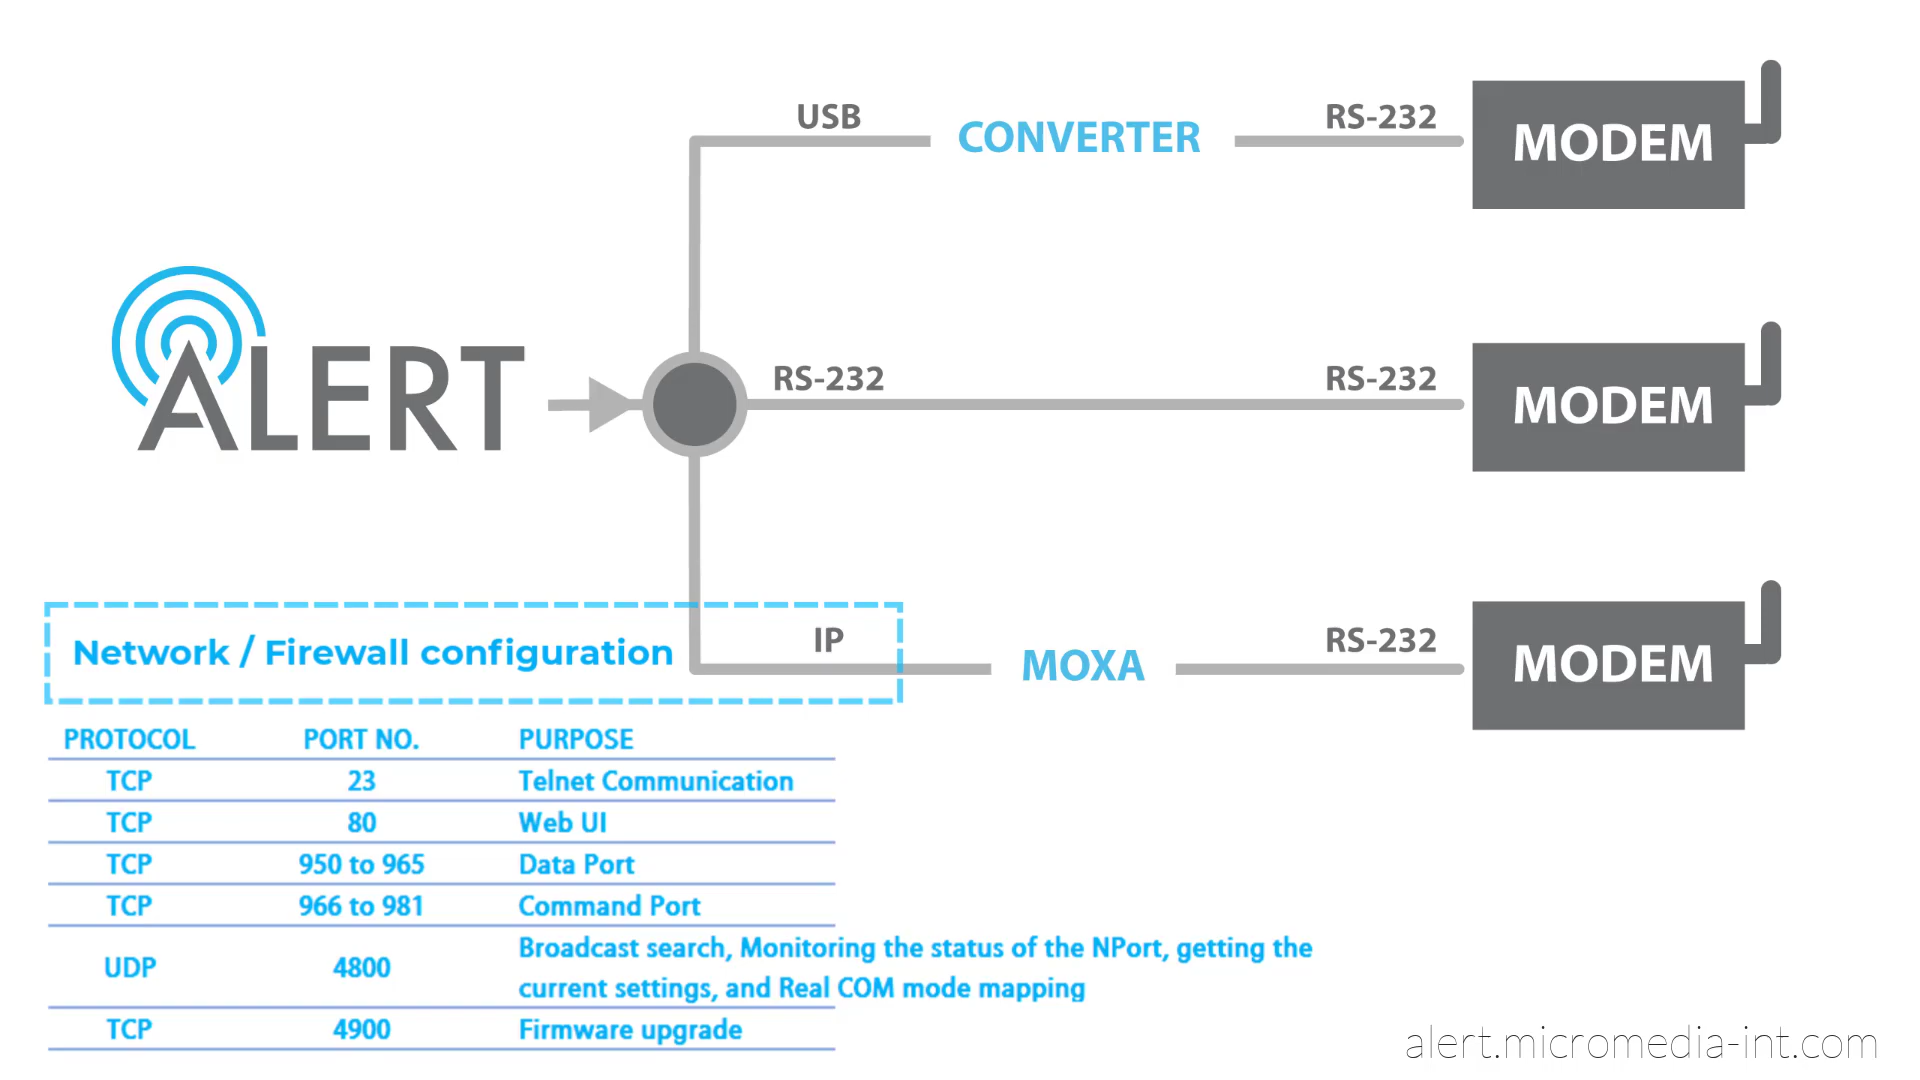 USB
CONVERTER
RS-232
MODEM
ALERT
RS-232
RS-232
MODEM
Network / Firewall configuration
IP
MOXA
RS-232
MODEM
PROTOCOL PORT NO. PURPOSE
TCP 23 Telnet Communication
TCP 80 Web UI
TCP 950 to 965 Data Port
TCP 966 to 981 Command Port
UDP 4800 Broadcast search, Monitoring the status of the NPort, getting the
current settings, and Real COM mode mapping
TCP 4900 Firmware upgrade
alert.micromedia-int.com